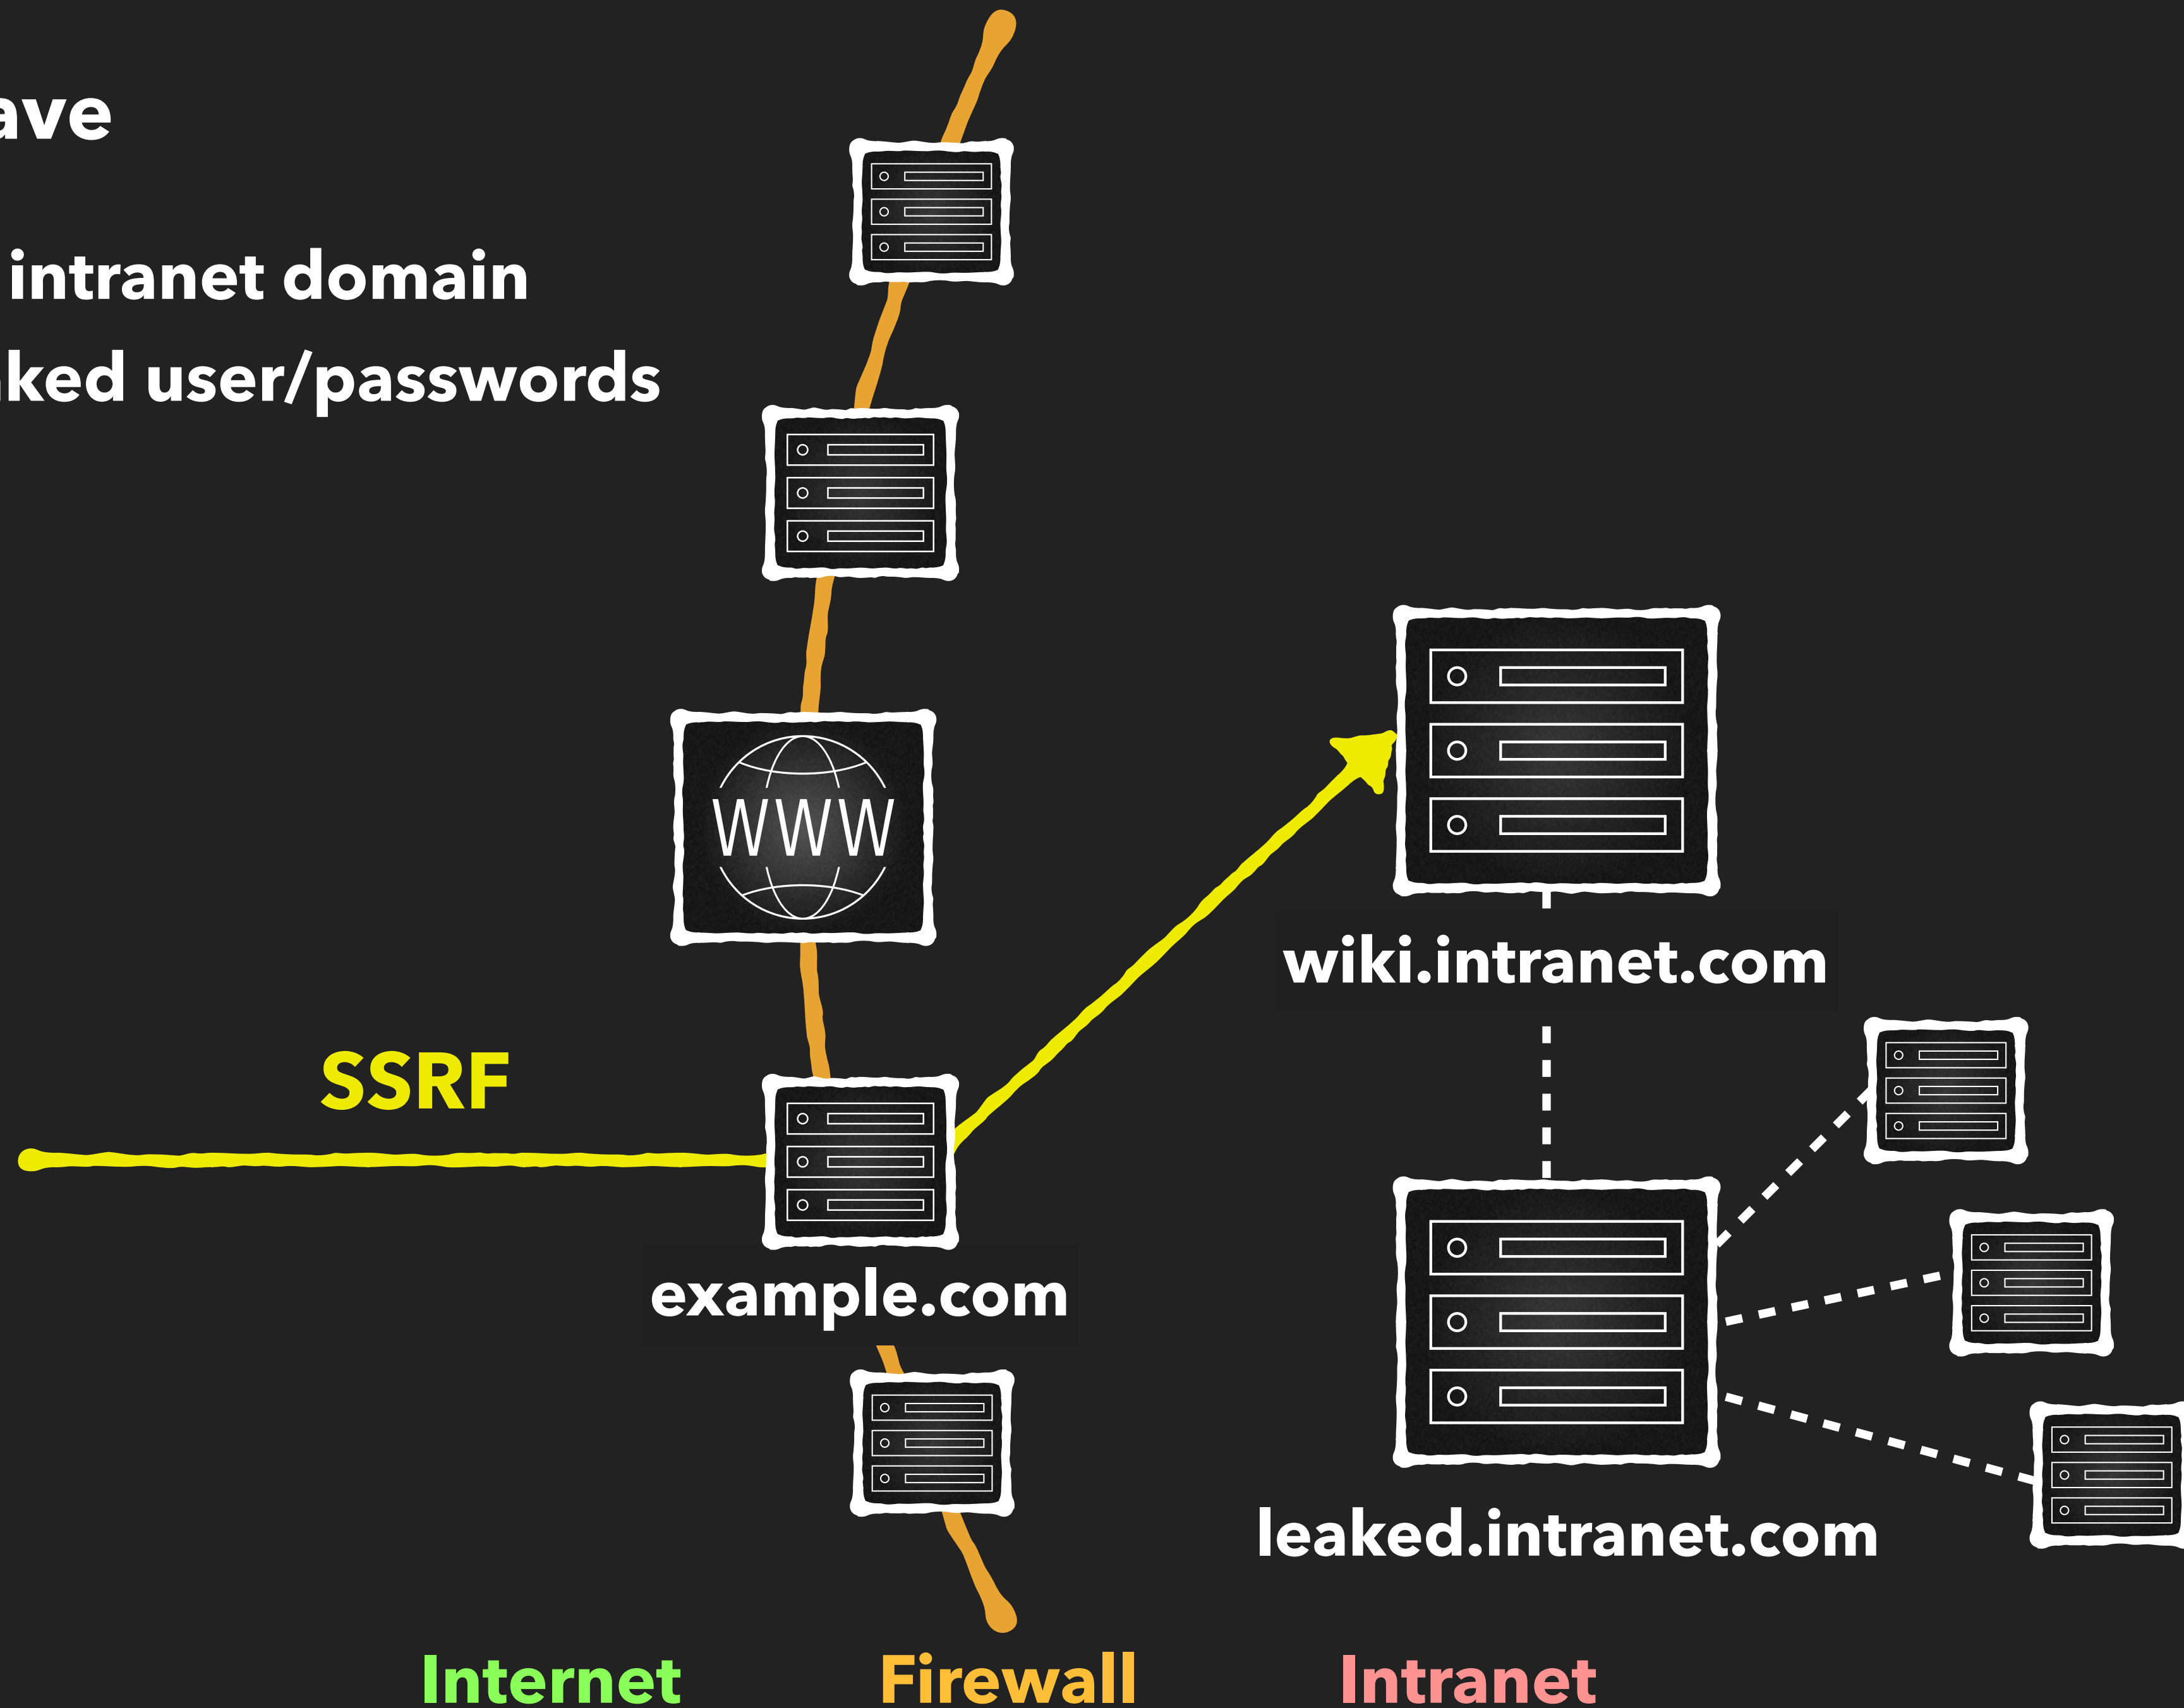 ave
intranet domain
ked user/passwords
WWW
wiki.intranet.com
SSRF
example.com
leaked.intranet.com
Internet
Firewall
Intranet